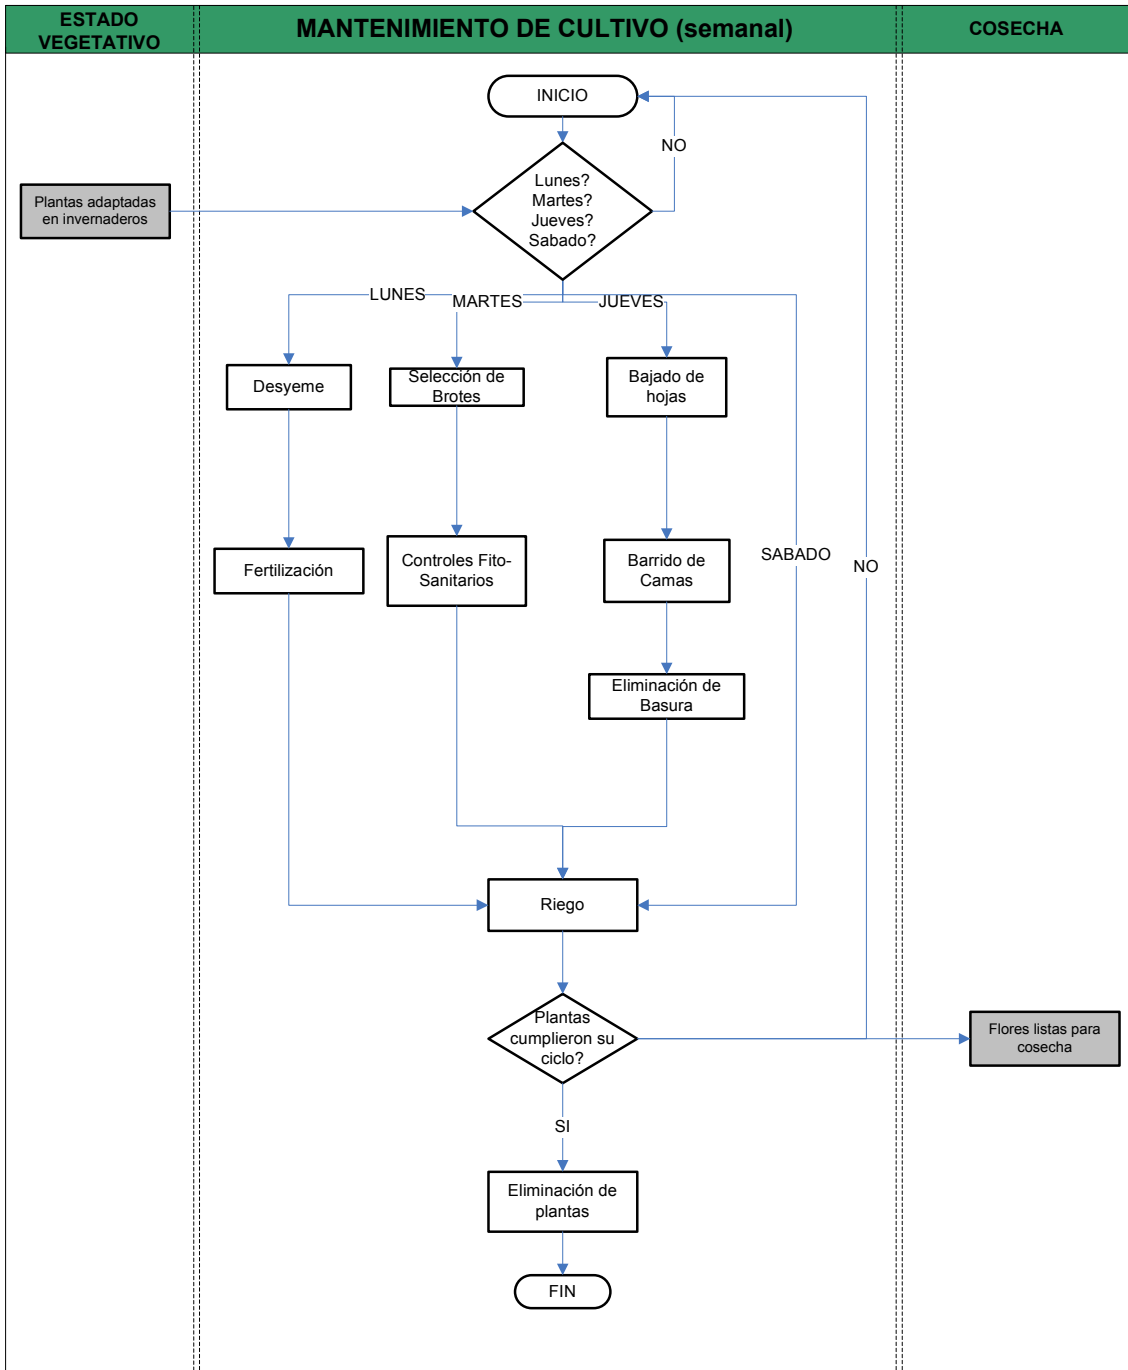 ESTADO
VEGETATIVO
MANTENIMIENTO DE CULTIVO (semanal)
COSECHA
INICIO
NO
Lunes?
Martes?
Jueves?
Sabado?
Plantas adaptadas
en invernaderos
LUNES
MARTES
JUEVES
Desyeme
Selección de
Brotes
Bajado de
hojas
SABADO
NO
Fertilización
Controles Fito-
Sanitarios
Barrido de
Camas
Eliminación de
Basura
Riego
Plantas
cumplieron su
ciclo?
Flores listas para
cosecha
SI
Eliminación de
plantas
FIN